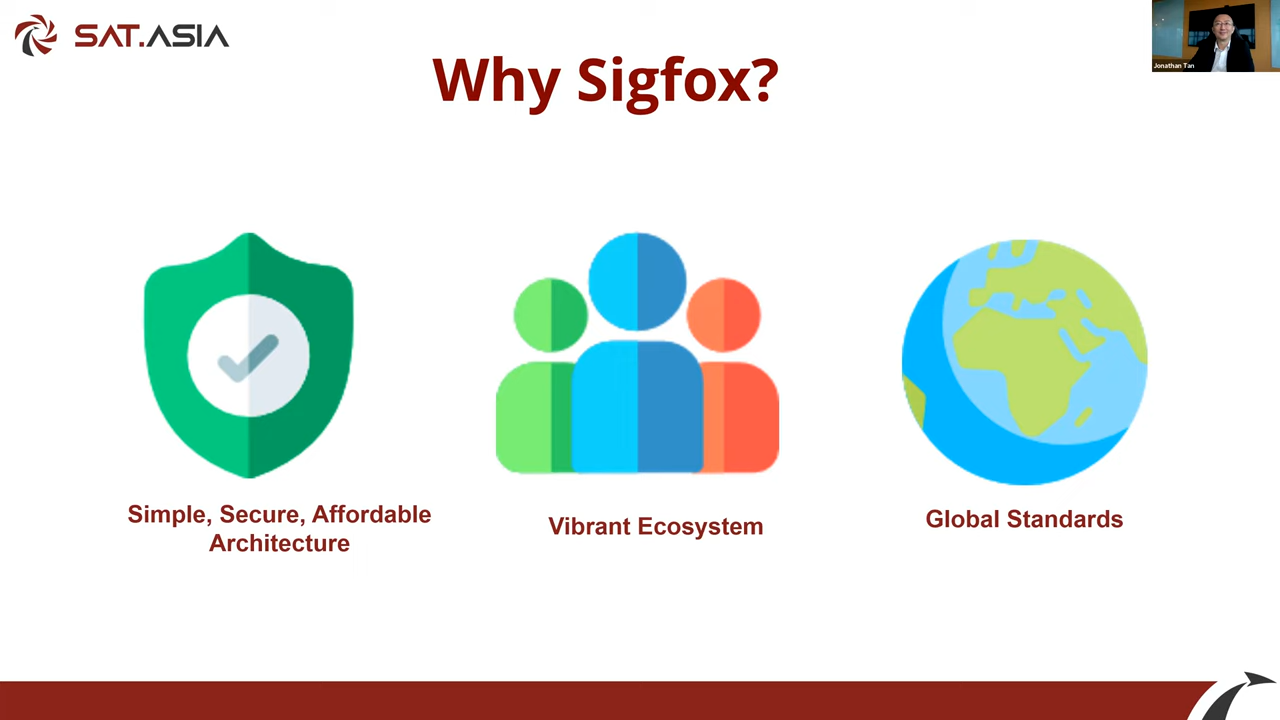 SAT.ASIA
Jonathan Tan
Why Sigfox?
Simple, Secure, Affordable
Architecture
Vibrant Ecosystem
Global Standards